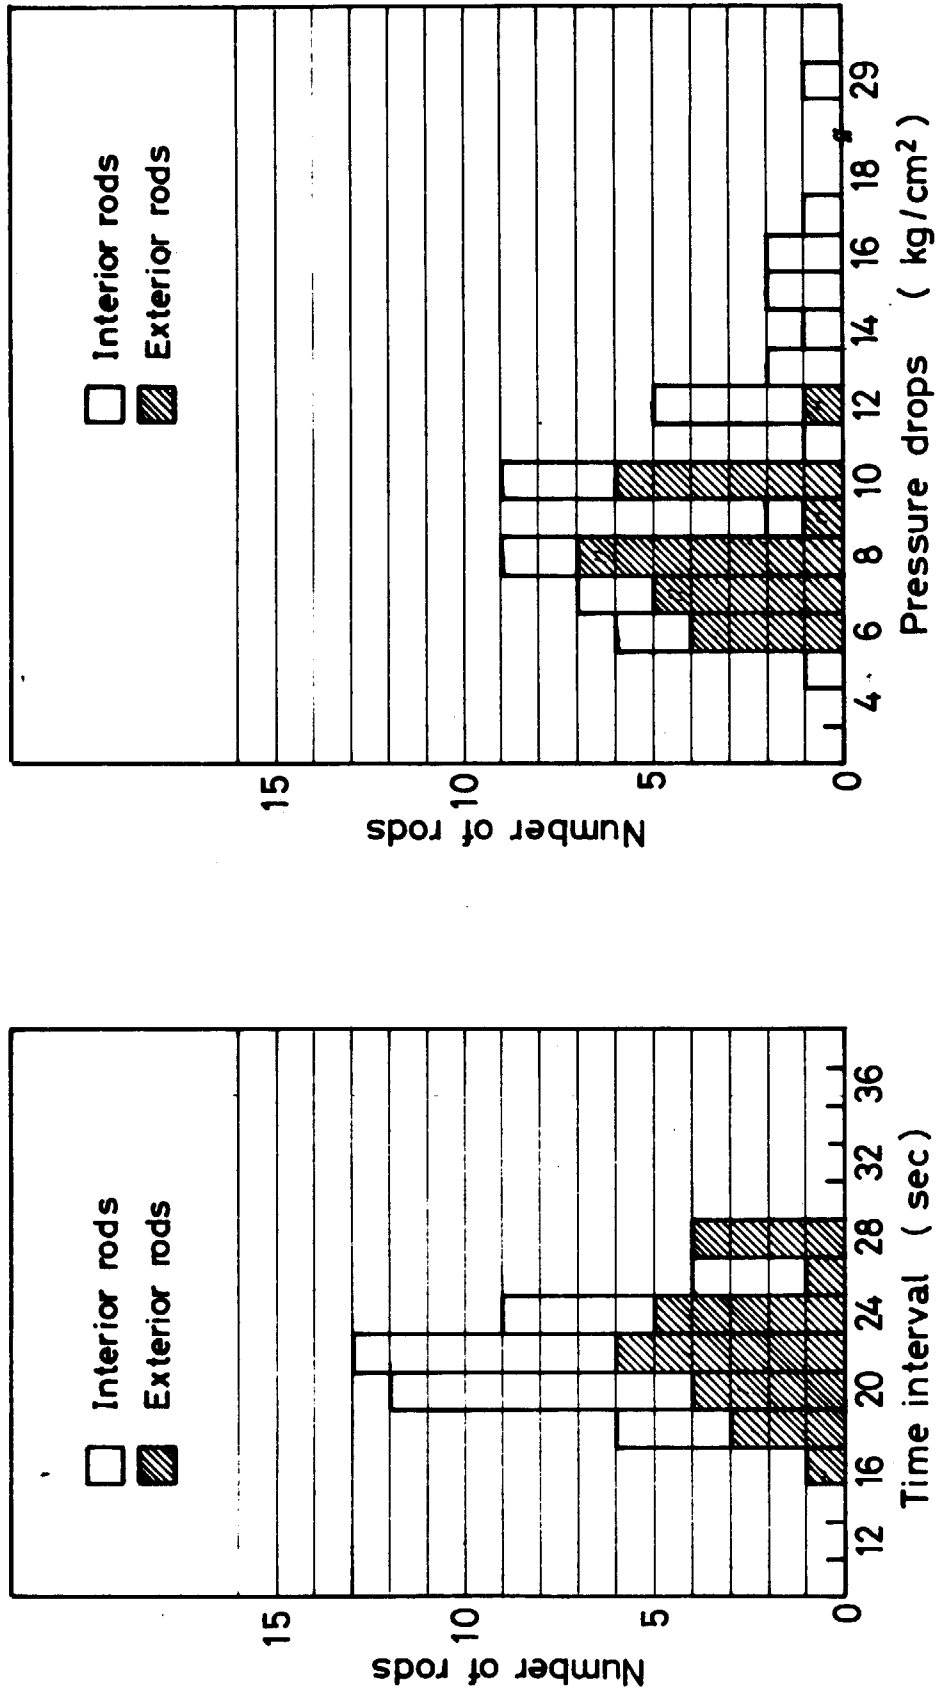 Number of rods
15
10
5
0
Interior rods
Exterior rods
12 16 20 24 28 32 36
Time interval ( sec)
Number of rods
15
10
5
0
Interior rods
Exterior rods
4 6 8 10 12 14 16 18 29
Pressure drops ( kg/cm²)